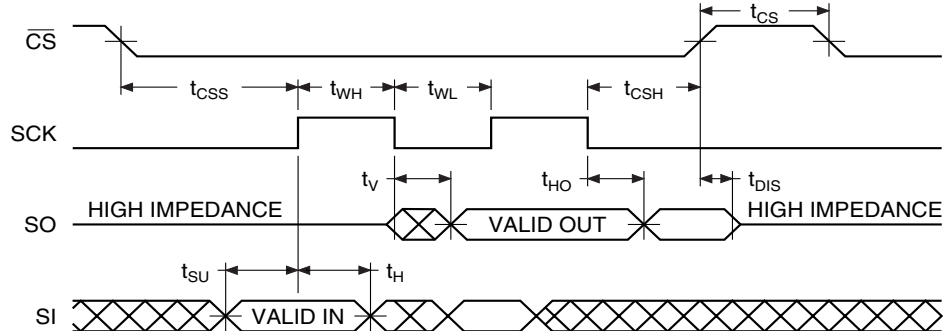 t_CS
C̅S̅
t_CSS t_WH t_WL t_CSH
SCK
t_V t_HO t_DIS
HIGH IMPEDANCE HIGH IMPEDANCE
SO VALID OUT
t_SU t_H
SI VALID IN